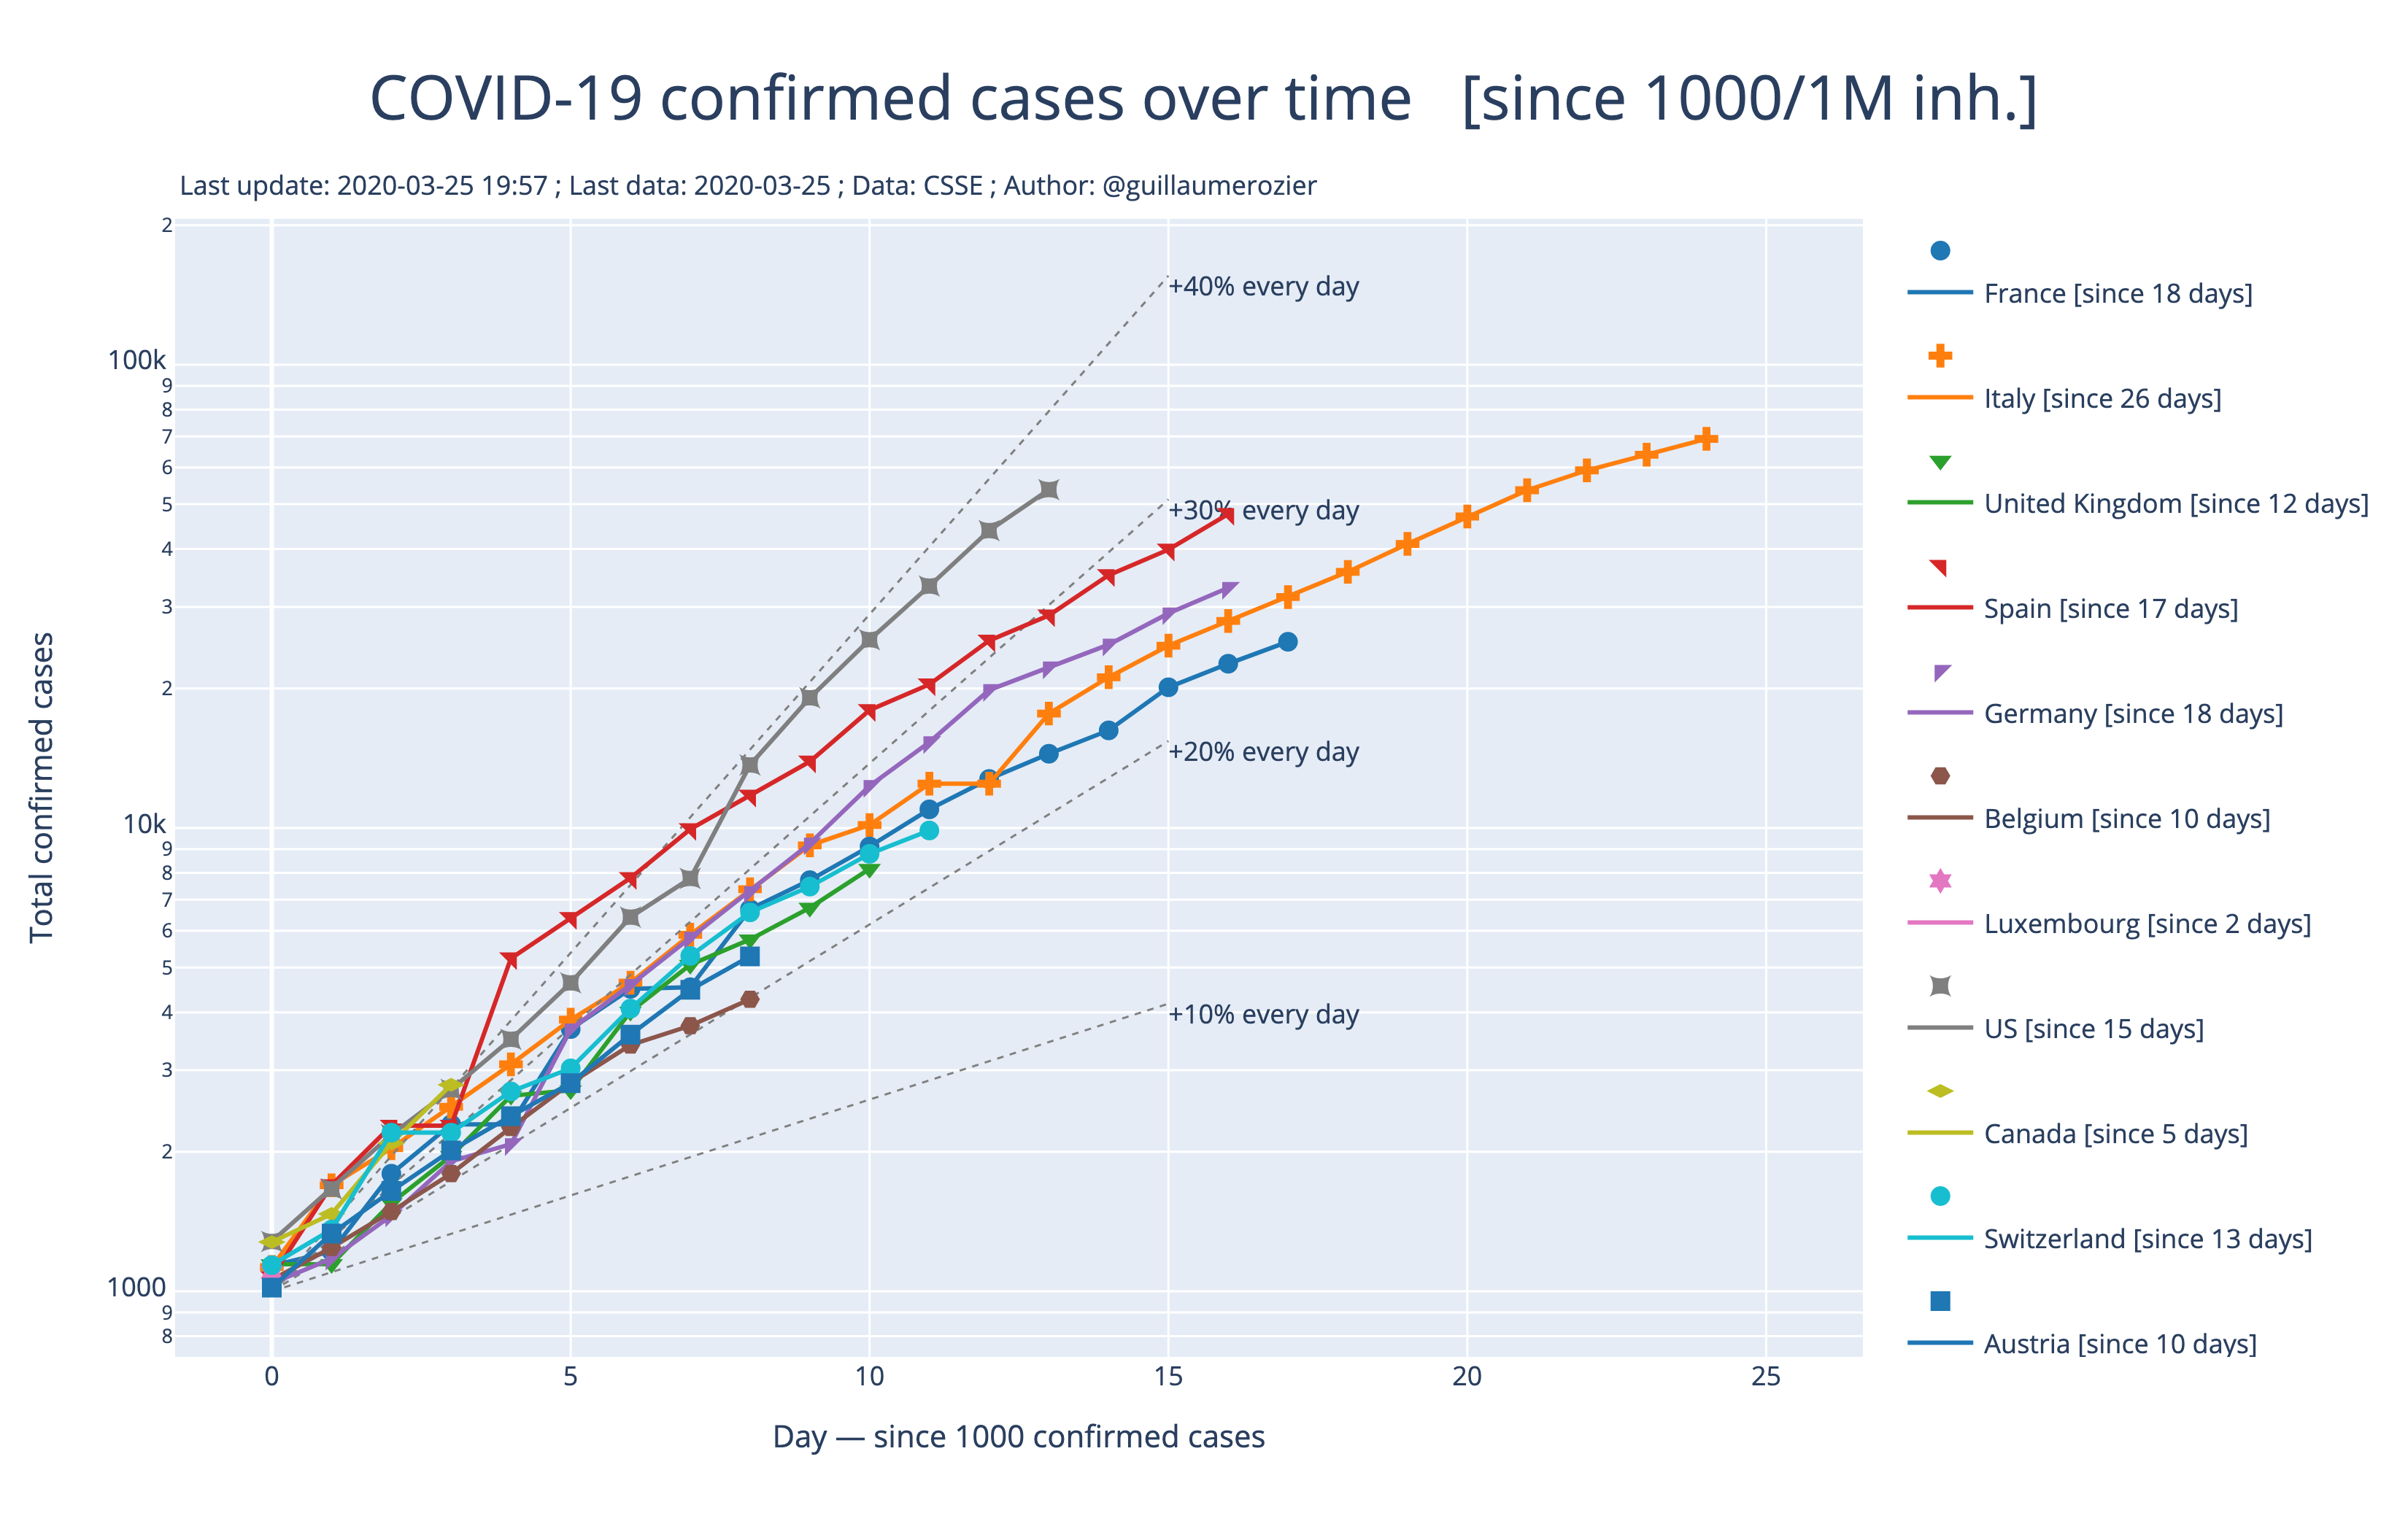 COVID-19 confirmed cases over time   [since 1000/1M inh.]
Last update: 2020-03-25 19:57 ; Last data: 2020-03-25 ; Data: CSSE ; Author: @guillaumerozier
Total confirmed cases
2
100k
9
8
7
6
5
4
3
2
10k
9
8
7
6
5
4
3
2
1000
9
8
+40% every day
+30% every day
+20% every day
+10% every day
0
5
10
15
20
25
Day — since 1000 confirmed cases
France [since 18 days]
Italy [since 26 days]
United Kingdom [since 12 days]
Spain [since 17 days]
Germany [since 18 days]
Belgium [since 10 days]
Luxembourg [since 2 days]
US [since 15 days]
Canada [since 5 days]
Switzerland [since 13 days]
Austria [since 10 days]